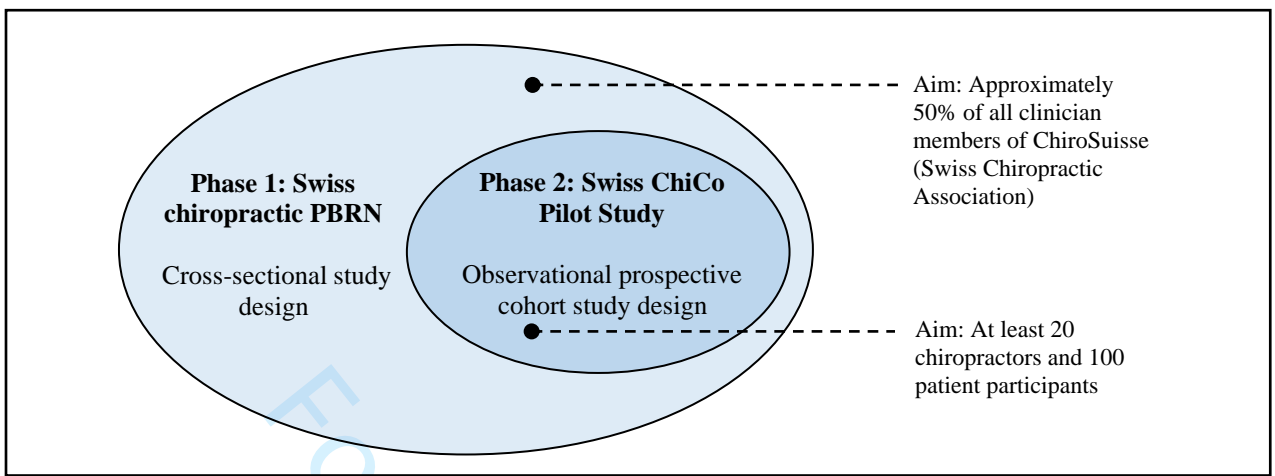 Phase 1: Swiss
chiropractic PBRN
Cross-sectional study
design
Phase 2: Swiss ChiCo
Pilot Study
Observational prospective
cohort study design
Aim: Approximately
50% of all clinician
members of ChiroSuisse
(Swiss Chiropractic
Association)
Aim: At least 20
chiropractors and 100
patient participants